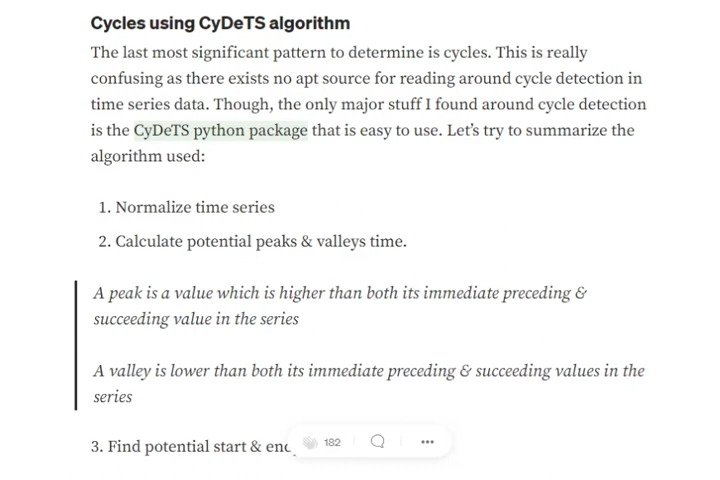 Cycles using CyDeTS algorithm
The last most significant pattern to determine is cycles. This is really
confusing as there exists no apt source for reading around cycle detection in
time series data. Though, the only major stuff I found around cycle detection
is the CyDeTS python package that is easy to use. Let’s try to summarize the
algorithm used:
1. Normalize time series
2. Calculate potential peaks & valleys time.
A peak is a value which is higher than both its immediate preceding &
succeeding value in the series
A valley is lower than both its immediate preceding & succeeding values in the
series
3. Find potential start & end
182